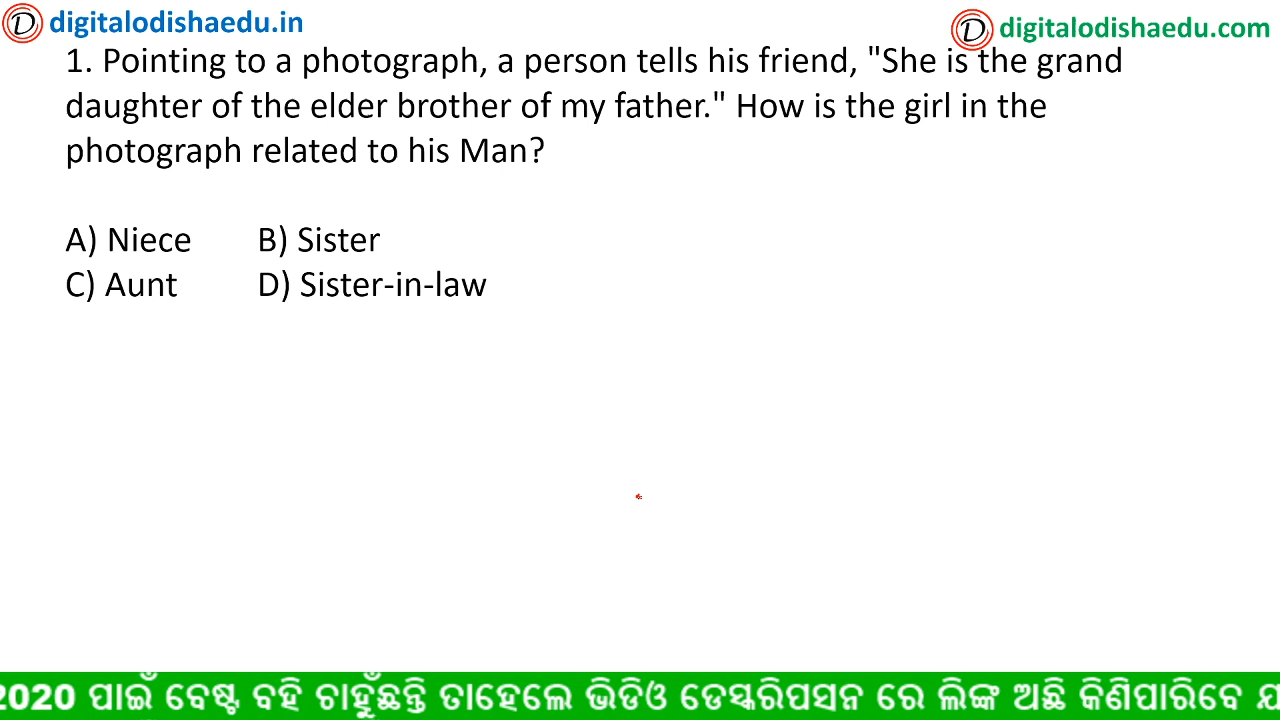 digitalodishaedu.in
digitalodishaedu.com
1. Pointing to a photograph, a person tells his friend, "She is the grand
daughter of the elder brother of my father." How is the girl in the
photograph related to his Man?
A) Niece B) Sister
C) Aunt D) Sister-in-law
2020 ପାଇଁ ବେଷ୍ଟ ବହି ଚାହୁଁଛନ୍ତି ତାହେଲେ ଭିଡିଓ ଡେସ୍କରିପସନ ରେ ଲିଙ୍କ ଅଛି କିଣିପାରିବେ